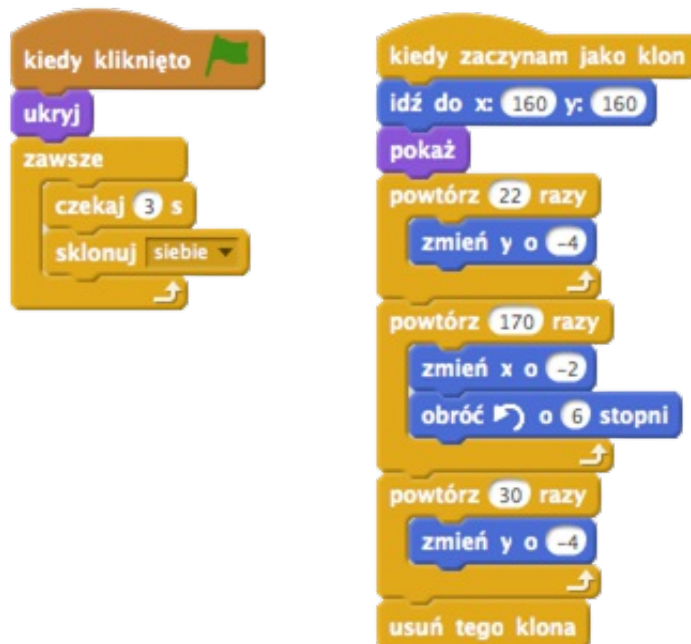 kiedy kliknięto
ukryj
zawsze
czekaj 3 s
sklonuj siebie
kiedy zaczynam jako klon
idź do x: 160 y: 160
pokaż
powtórz 22 razy
zmień y o -4
powtórz 170 razy
zmień x o -2
obróć o 6 stopni
powtórz 30 razy
zmień y o -4
usuń tego klona